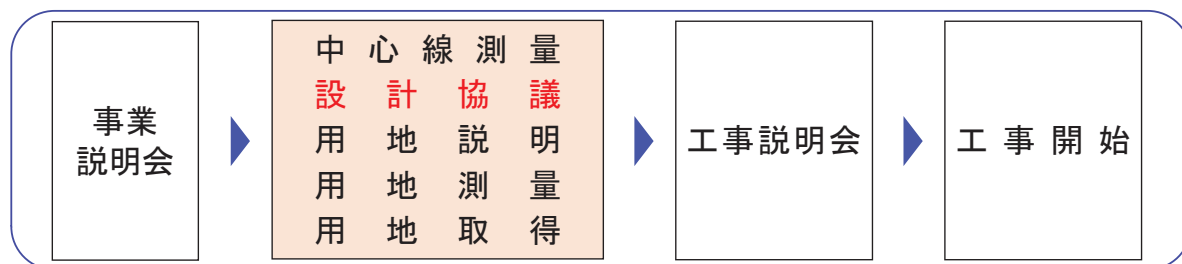 事業
説明会
中心線測量
設計協議
用地説明
用地測量
用地取得
工事説明会
工事開始